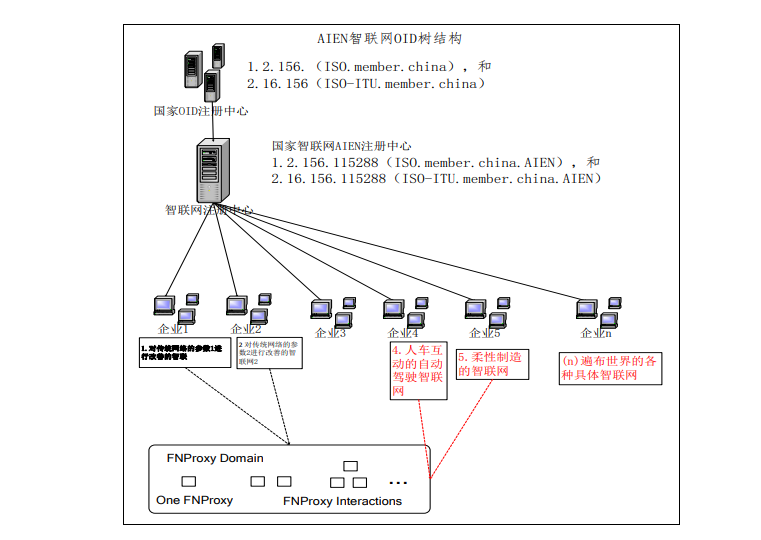 AIEN智联网OID树结构
1.2.156.（ISO.member.china），和
2.16.156（ISO-ITU.member.china）
国家OID注册中心
国家智联网AIEN注册中心
1.2.156.115288（ISO.member.china.AIEN），和
2.16.156.115288（ISO-ITU.member.china.AIEN）
智联网注册中心
企业1
企业2
企业3
企业4
企业5
企业n
1.对传统网络的参数1进
行改善的智联
2 对传统网络的参
数2进行改善的智
联网2
4.人车互
动的自动
驾驶智联
网
5.柔性制造
的智联网
(n)遍布世界的各
种具体智联网
FNProxy Domain
...
One FNProxy
FNProxy Interactions